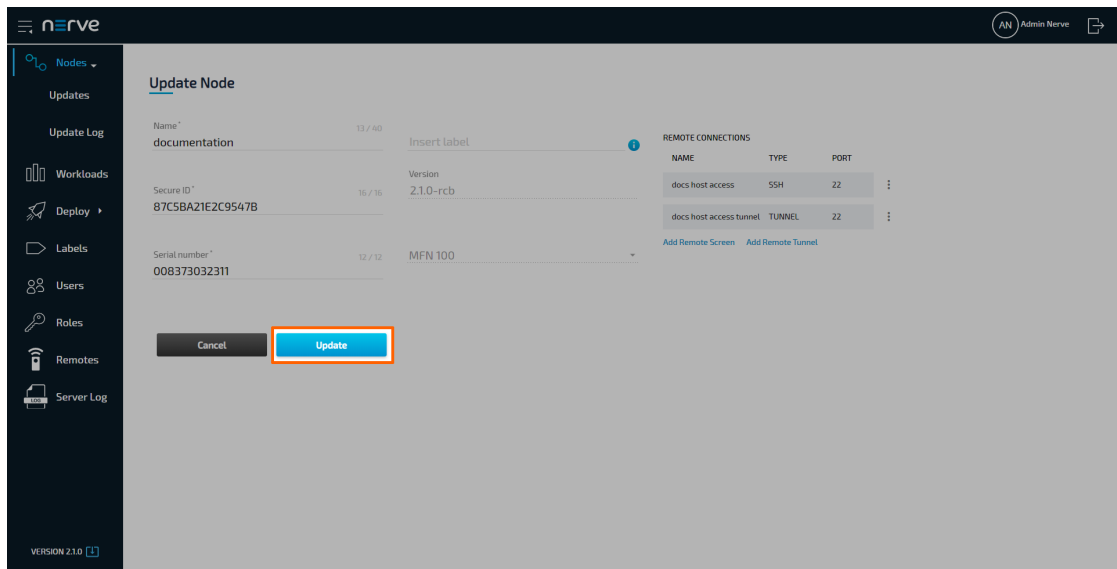 nerve
AN Admin Nerve
Nodes
Updates
Update Log
Workloads
Deploy
Labels
Users
Roles
Remotes
LOG Server Log
VERSION 2.1.0
Update Node
Name* 13 / 40
documentation
Insert label i
Secure ID* 16 / 16
87C5BA21E2C9547B
Version
2.1.0-rcb
Serial number* 12 / 12
008373032311
MFN 100
Cancel Update
REMOTE CONNECTIONS
NAME TYPE PORT
docs host access SSH 22
docs host access tunnel TUNNEL 22
Add Remote Screen Add Remote Tunnel